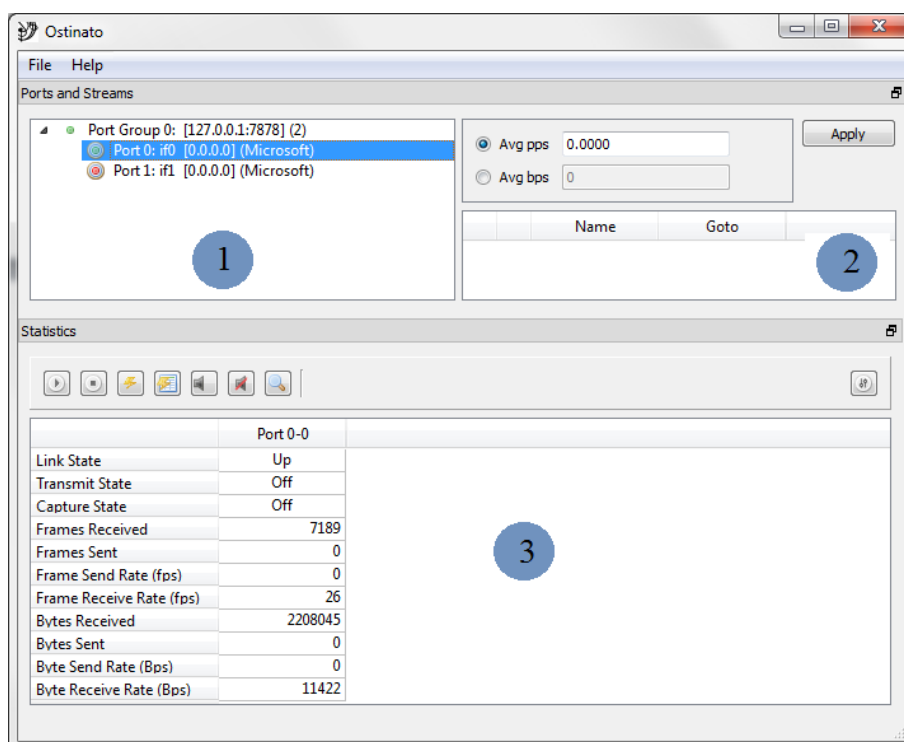 Ostinato
File Help
Ports and Streams
Port Group 0: [127.0.0.1:7878] (2)
Port 0: if0 [0.0.0.0] (Microsoft)
Port 1: if1 [0.0.0.0] (Microsoft)
1
Avg pps 0.0000
Avg bps 0
Apply
Name Goto
2
Statistics
Port 0-0
Link State Up
Transmit State Off
Capture State Off
Frames Received 7189
Frames Sent 0
Frame Send Rate (fps) 0
Frame Receive Rate (fps) 26
Bytes Received 2208045
Bytes Sent 0
Byte Send Rate (Bps) 0
Byte Receive Rate (Bps) 11422
3